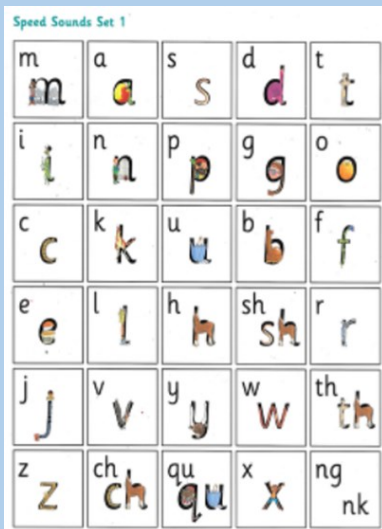 Speed Sounds Set 1
m a s d t
m a s d t
i n p g o
i n p g o
c k u b f
c k u b f
e l h sh r
e l h sh r
j v y w th
j v y w th
z ch qu x ng
z ch qu x nk